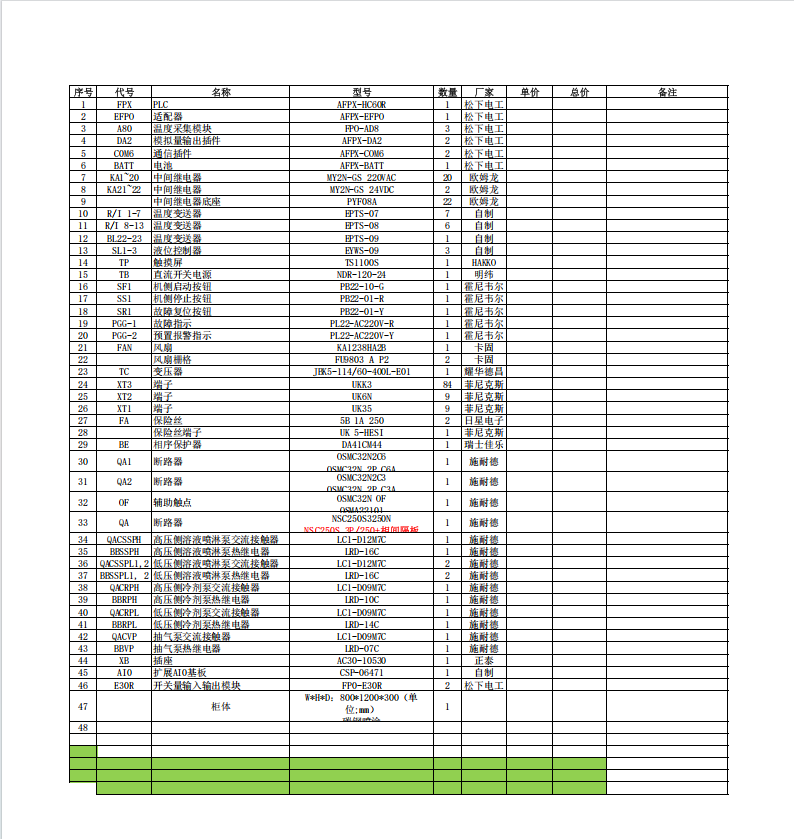 序号 代号 名称 型号 数量 厂家 单价 总价 备注
1 FPX PLC AFPX-HC60R 1 松下电工
2 EFPO 适配器 AFPX-EFPO 1 松下电工
3 A80 温度采集模块 FPO-AD8 3 松下电工
4 DA2 模拟量输出插件 AFPX-DA2 2 松下电工
5 COM6 通信插件 AFPX-COM6 2 松下电工
6 BATT 电池 AFPX-BATT 1 松下电工
7 KA1~20 中间继电器 MY2N-GS 220VAC 20 欧姆龙
8 KA21~22 中间继电器 MY2N-GS 24VDC 2 欧姆龙
9 中间继电器底座 PYF08A 22 欧姆龙
10 R/I 1-7 温度变送器 EPTS-07 7 自制
11 R/I 8-13 温度变送器 EPTS-08 6 自制
12 BL22-23 温度变送器 EPTS-09 1 自制
13 SL1-3 液位控制器 EYWS-09 3 自制
14 TP 触摸屏 TS1100S 1 HAKKO
15 TB 直流开关电源 NDR-120-24 1 明纬
16 SF1 机侧启动按钮 PB22-10-G 1 霍尼韦尔
17 SS1 机侧停止按钮 PB22-01-R 1 霍尼韦尔
18 SR1 故障复位按钮 PB22-01-Y 1 霍尼韦尔
19 PGG-1 故障指示 PL22-AC220V-R 1 霍尼韦尔
20 PGG-2 预置报警指示 PL22-AC220V-Y 1 霍尼韦尔
21 FAN 风扇 KA1238HA2B 1 卡固
22 风扇栅格 FU9803 A P2 2 卡固
23 TC 变压器 JBK5-114/60-400L-E01 1 耀华德昌
24 XT3 端子 UKK3 84 菲尼克斯
25 XT2 端子 UK6N 9 菲尼克斯
26 XT1 端子 UK35 9 菲尼克斯
27 FA 保险丝 5B 1A 250 2 日星电子
28 保险丝端子 UK 5-HESI 1 菲尼克斯
29 BE 相序保护器 DA41CM44 1 瑞士佳乐
30 QA1 断路器 OSMC32N2C6 1 施耐德
OSMC32N 2P C6A
31 QA2 断路器 OSMC32N2C3 1 施耐德
OSMC32N 2P C3A
32 OF 辅助触点 OSMC32N OF 1 施耐德
33 QA 断路器 NSC250S3250N 1 施耐德
NSC250S 3P/250+相间隔板
34 QACSSPH 高压侧溶液喷淋泵交流接触器 LC1-D12M7C 1 施耐德
35 BBSSPH 高压侧溶液喷淋泵热继电器 LRD-16C 1 施耐德
36 QACSSPL1,2 低压侧溶液喷淋泵交流接触器 LC1-D12M7C 2 施耐德
37 BBSSPL1, 2 低压侧溶液喷淋泵热继电器 LRD-16C 2 施耐德
38 QACRPH 高压侧冷剂泵交流接触器 LC1-D09M7C 1 施耐德
39 BBRPH 高压侧冷剂泵热继电器 LRD-10C 1 施耐德
40 QACRPL 低压侧冷剂泵交流接触器 LC1-D09M7C 1 施耐德
41 BBRPL 低压侧冷剂泵热继电器 LRD-14C 1 施耐德
42 QACVP 抽气泵交流接触器 LC1-D09M7C 1 施耐德
43 BBVP 抽气泵热继电器 LRD-07C 1 施耐德
44 XB 插座 AC30-10530 1 正泰
45 AIO 扩展AIO基板 CSP-06471 1 自制
46 E30R 开关量输入输出模块 FPO-E30R 2 松下电工
47 柜体 W*H*D: 800*1200*300（单 1
位;mm）
48